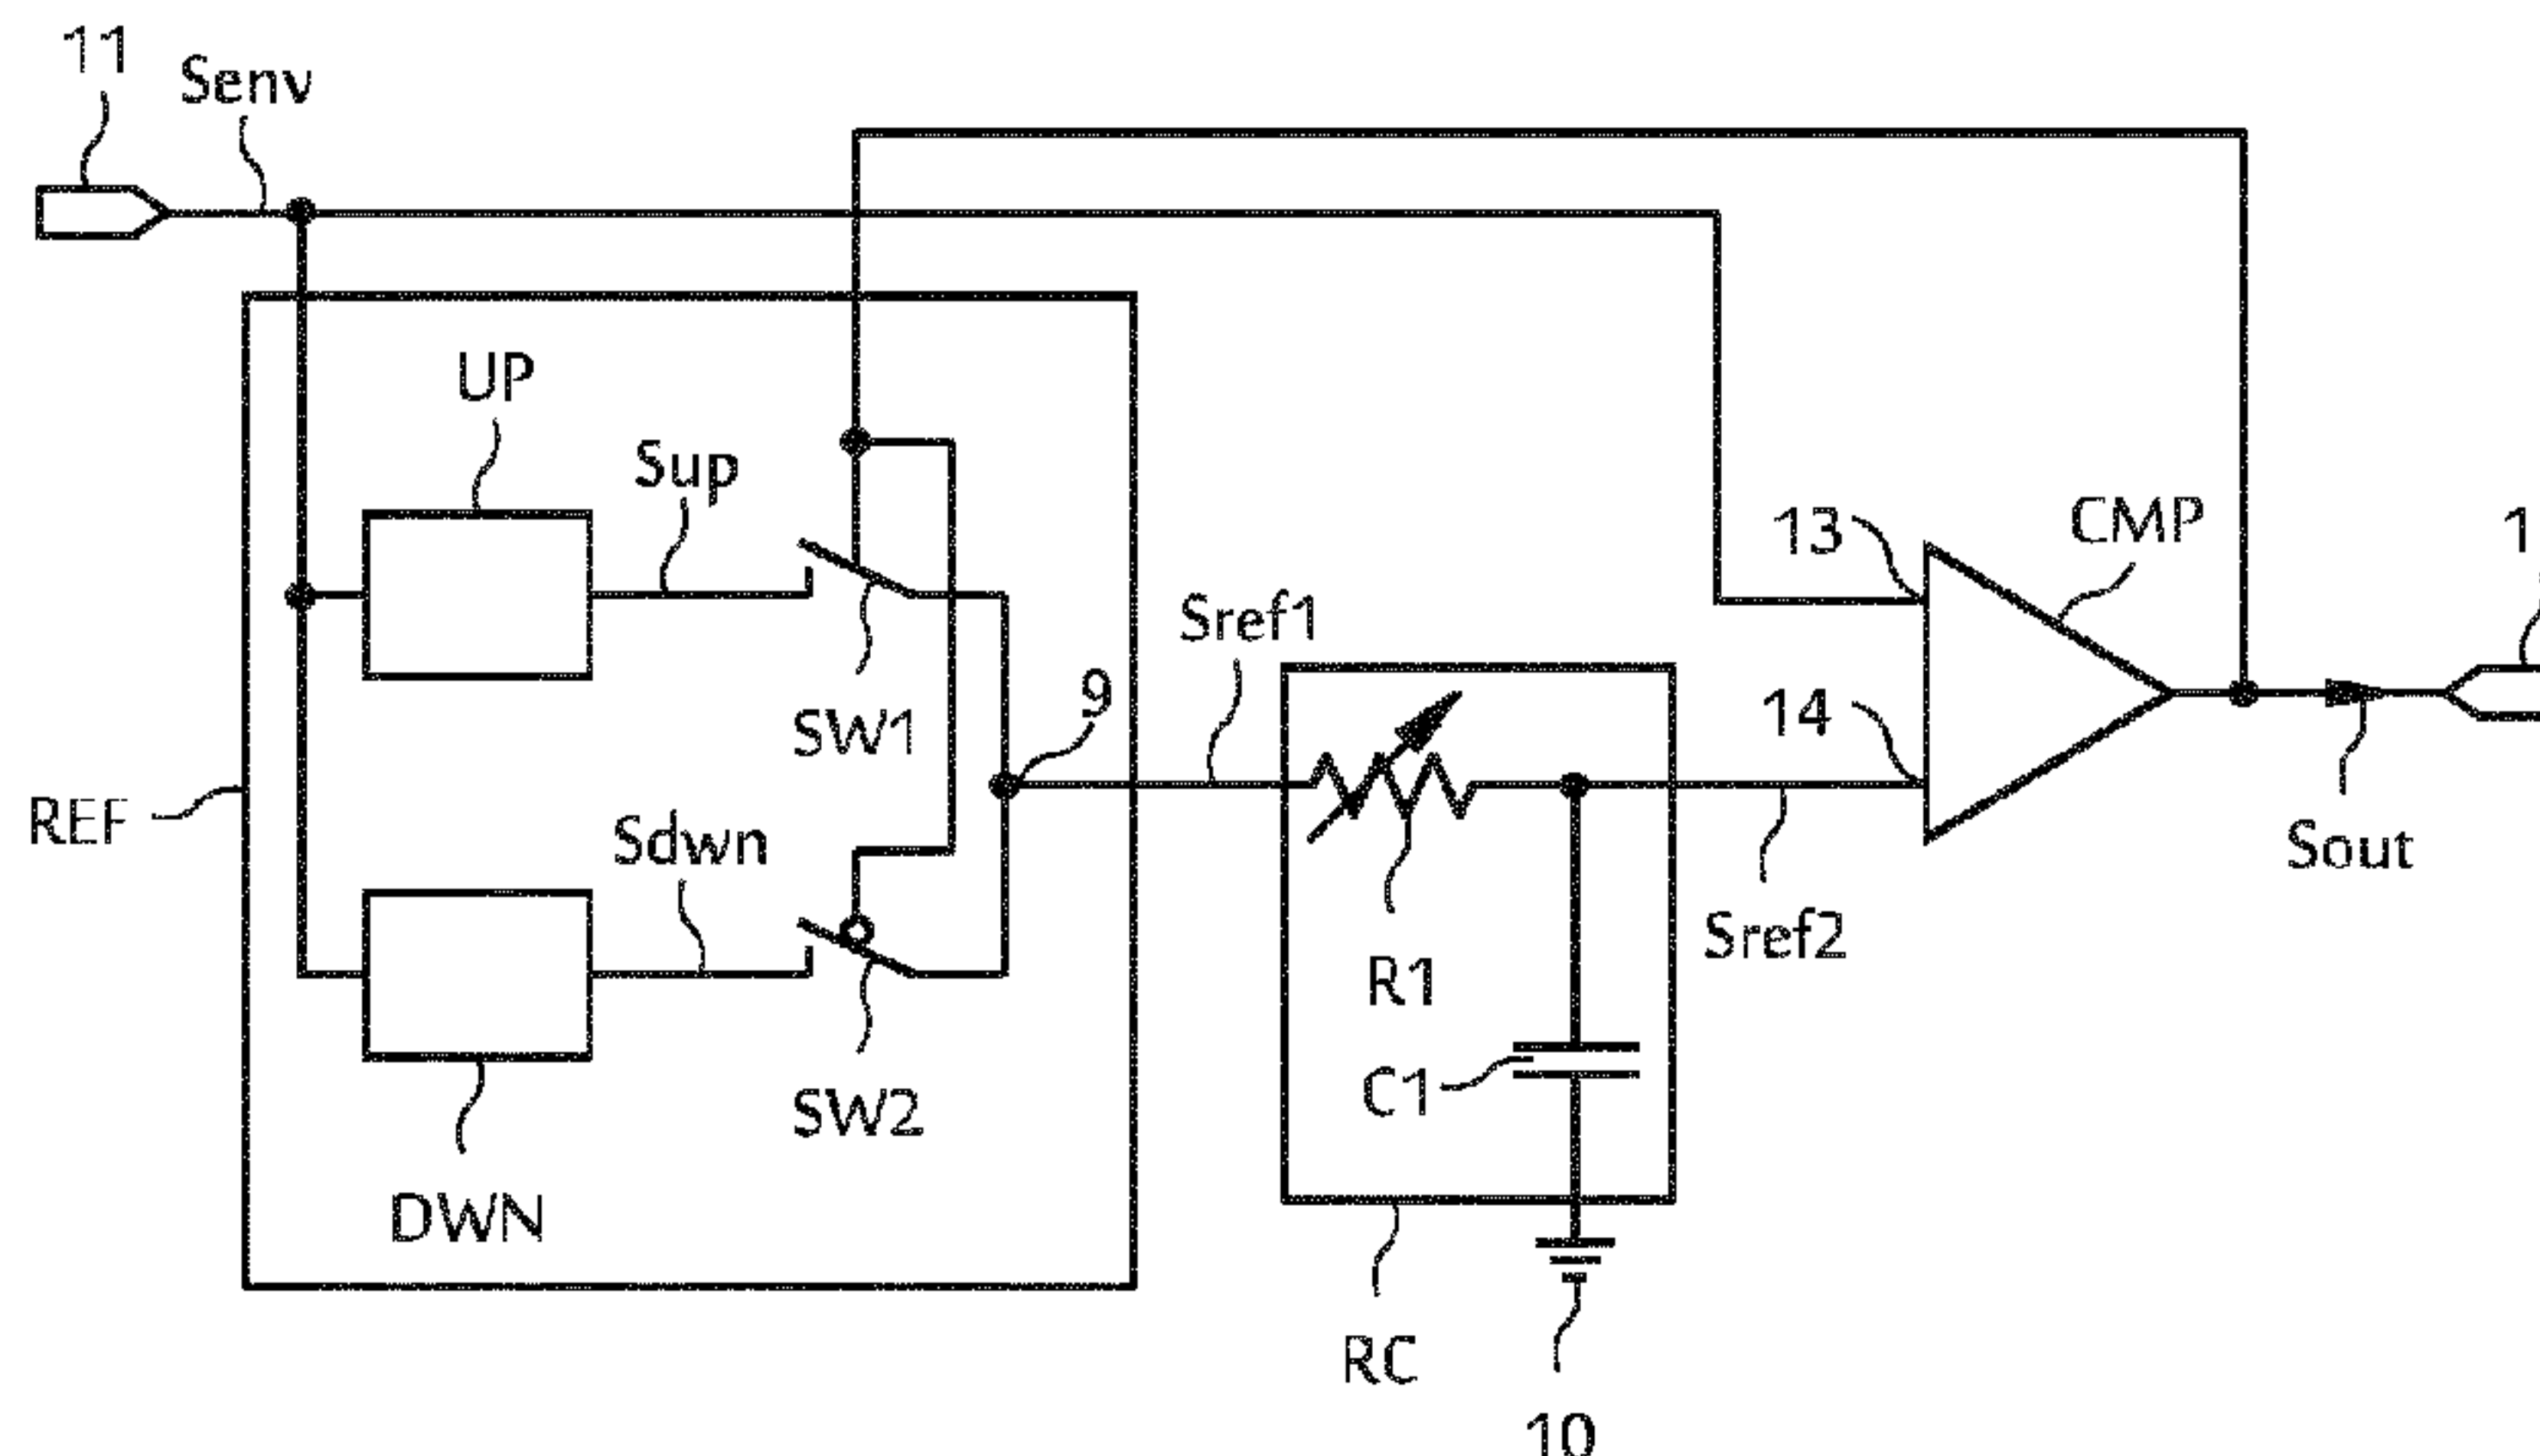 11
Senv
UP
Sup
13
CMP
1
Sref1
9
SW1
14
REF
Sdwn
Sout
Sref2
R1
C1
SW2
DWN
RC
10